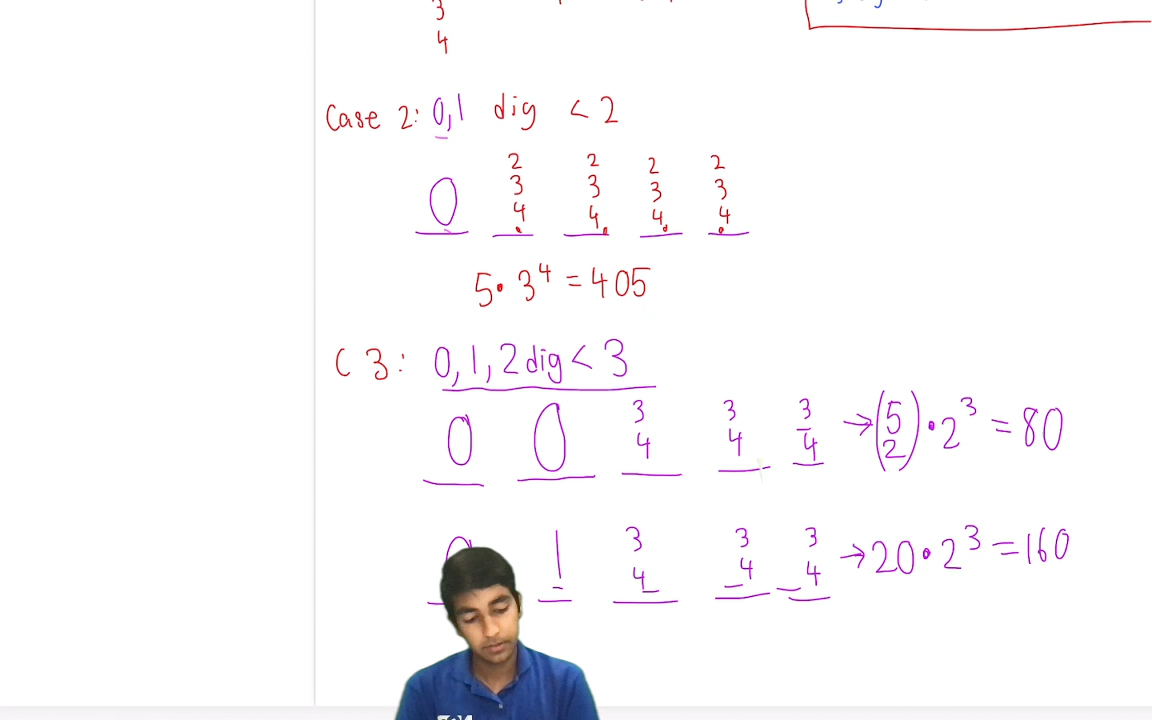 3
4
Case 2: 0,1 dig < 2
2 2 2 2
3 3 3 3
0 4 4 4 4
5 · 3^4 = 405
C 3: 0, 1, 2 dig < 3
3 3 3
0 0 4 4 4 → (5 2) · 2^3 = 80
3 3 3
0 1 4 4 4 → 20 · 2^3 = 160